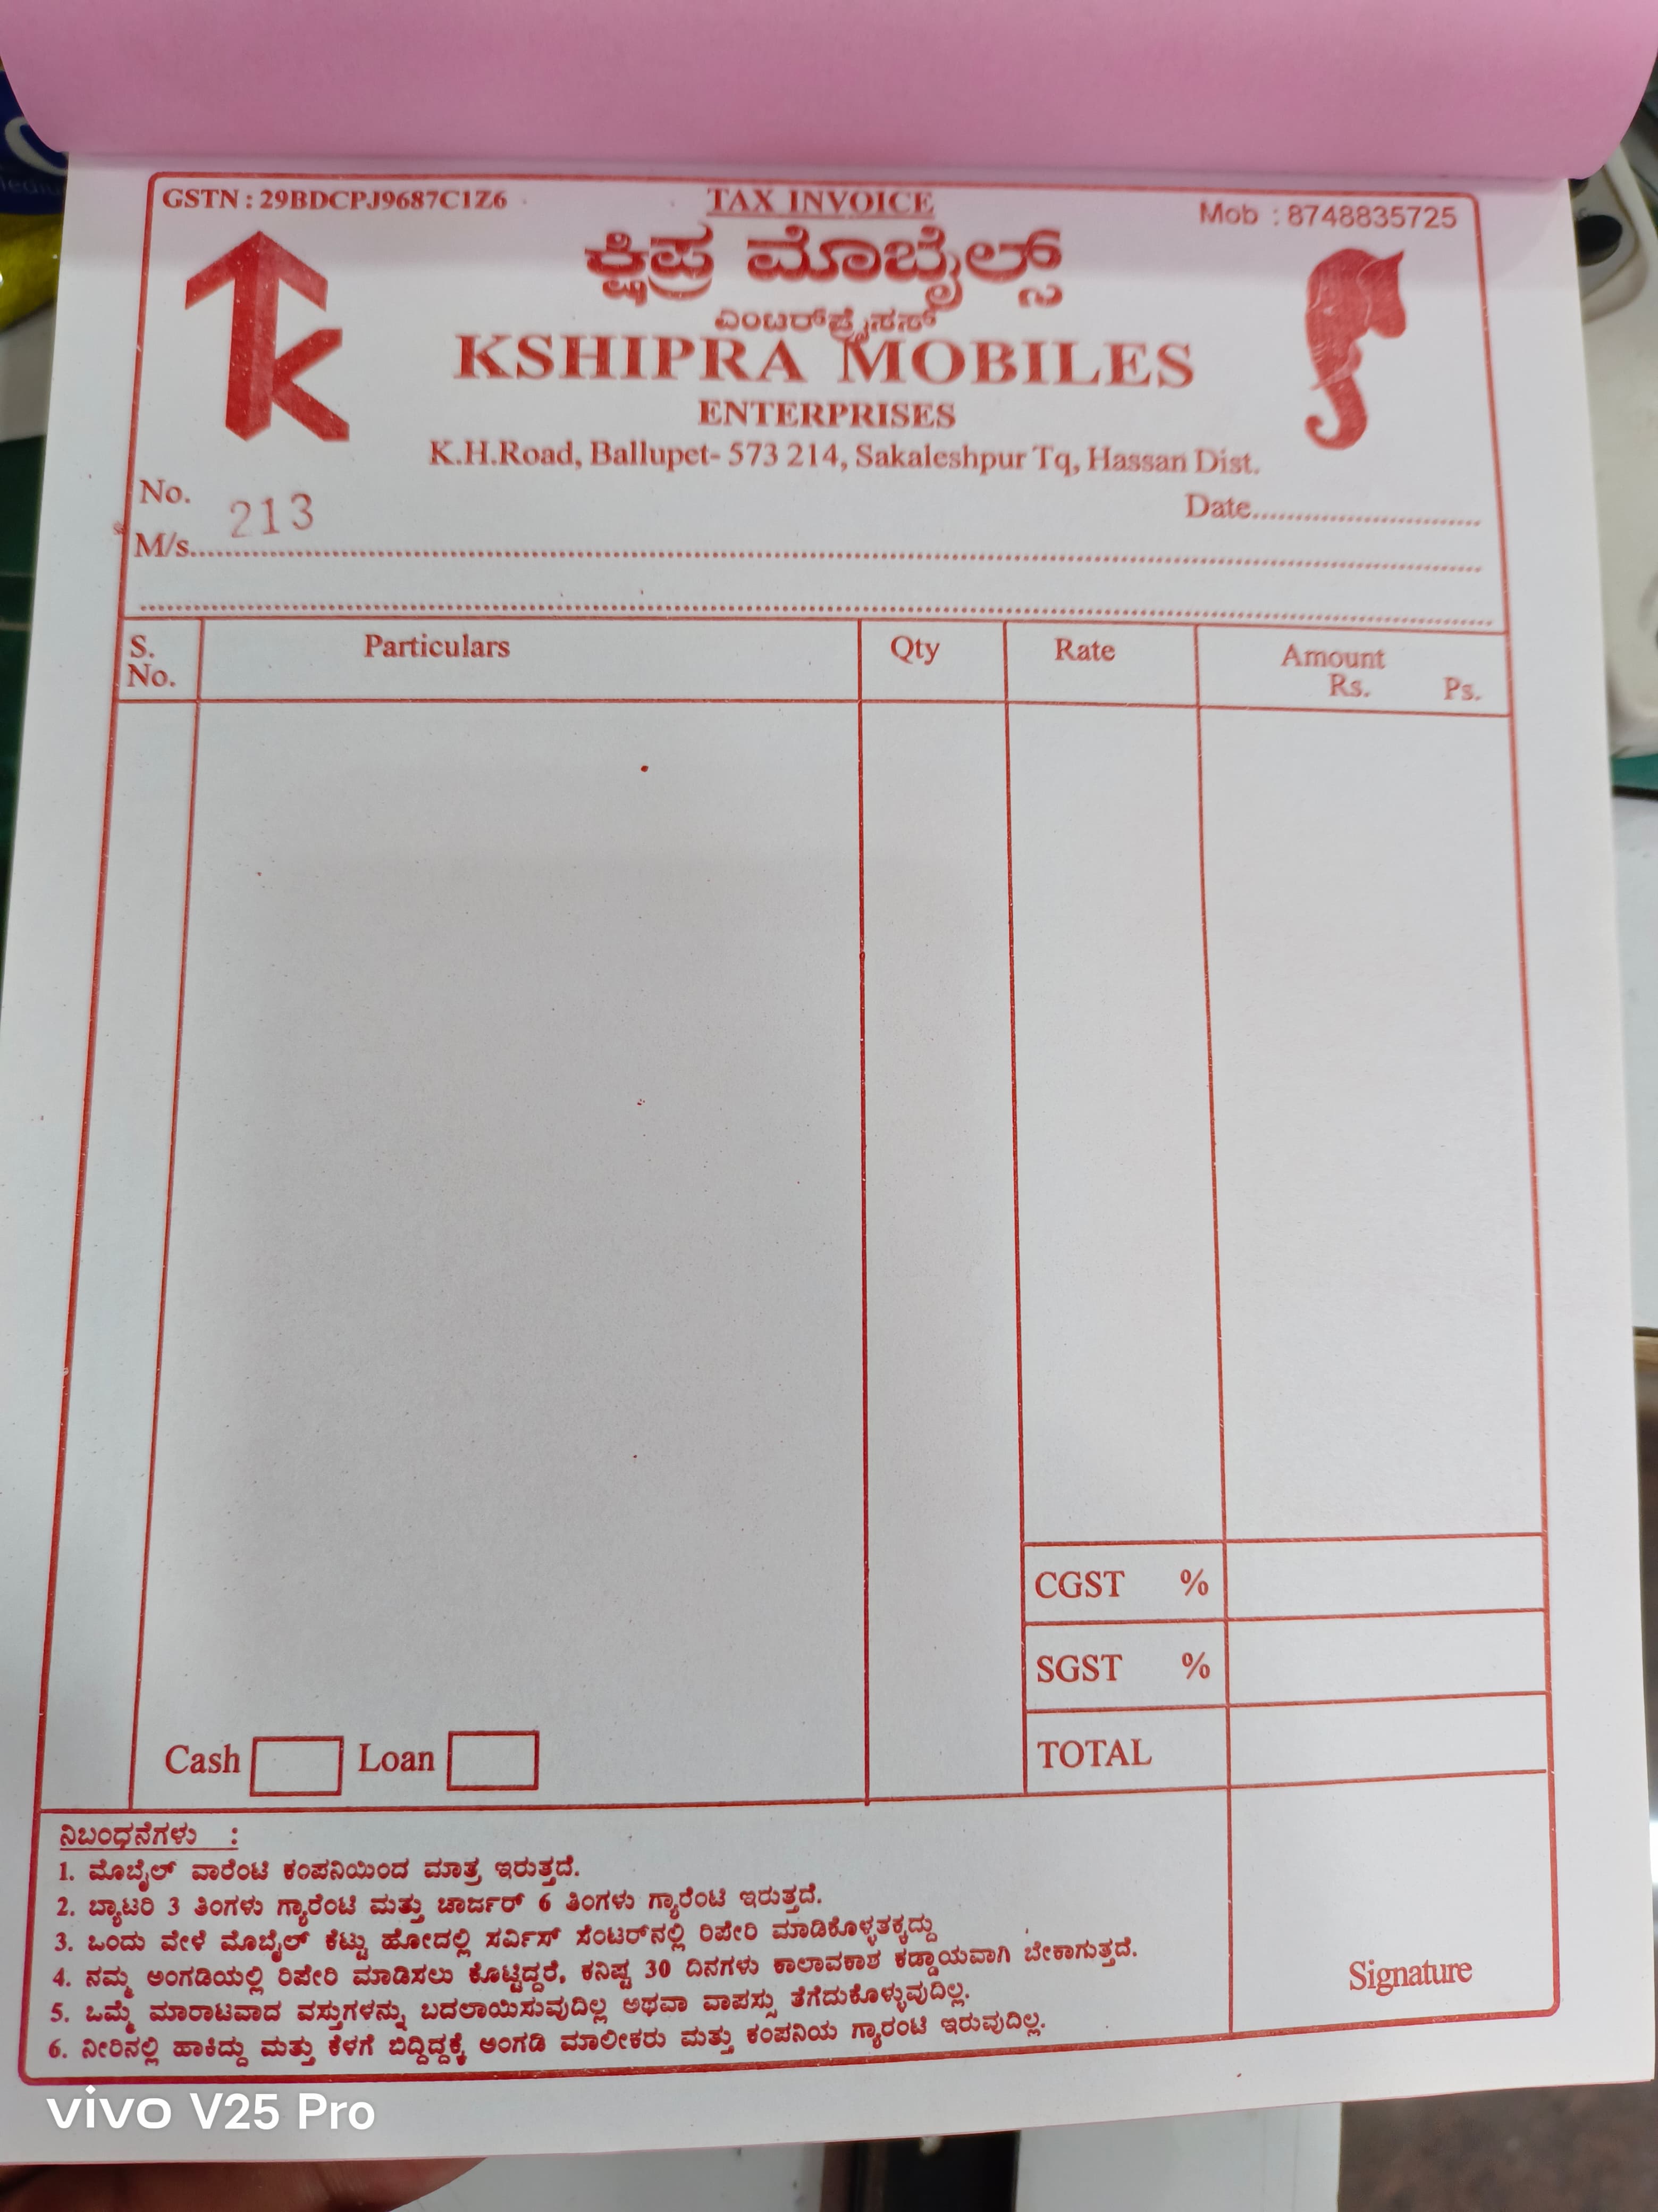 GSTN : 29BDCPJ9687C1Z6 TAX INVOICE Mob : 8748835725
ಕ್ಷಿಪ್ರ ಮೊಬೈಲ್ಸ್
ಎಂಟರ್‌ಪ್ರೈಸಸ್
KSHIPRA MOBILES
ENTERPRISES
K.H.Road, Ballupet- 573 214, Sakaleshpur Tq, Hassan Dist.
No. 213 Date..........................
M/s..........................
S. No. Particulars Qty Rate Amount Rs. Ps.
CGST %
SGST %
Cash Loan TOTAL
ನಿಬಂಧನೆಗಳು :
1. ಮೊಬೈಲ್ ವಾರೆಂಟಿ ಕಂಪನಿಯಿಂದ ಮಾತ್ರ ಇರುತ್ತದೆ.
2. ಬ್ಯಾಟರಿ 3 ತಿಂಗಳು ಗ್ಯಾರೆಂಟಿ ಮತ್ತು ಚಾರ್ಜರ್ 6 ತಿಂಗಳು ಗ್ಯಾರೆಂಟಿ ಇರುತ್ತದೆ.
3. ಒಂದು ವೇಳೆ ಮೊಬೈಲ್ ಕೆಟ್ಟು ಹೋದಲ್ಲಿ ಸರ್ವಿಸ್ ಸೆಂಟರ್‌ನಲ್ಲಿ ರಿಪೇರಿ ಮಾಡಿಕೊಳ್ಳತಕ್ಕದ್ದು
4. ನಮ್ಮ ಅಂಗಡಿಯಲ್ಲಿ ರಿಪೇರಿ ಮಾಡಿಸಲು ಕೊಟ್ಟಿದ್ದರೆ, ಕನಿಷ್ಟ 30 ದಿನಗಳು ಕಾಲಾವಕಾಶ ಕಡ್ಡಾಯವಾಗಿ ಬೇಕಾಗುತ್ತದೆ.
5. ಒಮ್ಮೆ ಮಾರಾಟವಾದ ವಸ್ತುಗಳನ್ನು ಬದಲಾಯಿಸುವುದಿಲ್ಲ ಅಥವಾ ವಾಪಸ್ಸು ತೆಗೆದುಕೊಳ್ಳುವುದಿಲ್ಲ.
6. ನೀರಿನಲ್ಲಿ ಹಾಕಿದ್ದು ಮತ್ತು ಕೆಳಗೆ ಬಿದ್ದಿದ್ದಕ್ಕೆ ಅಂಗಡಿ ಮಾಲೀಕರು ಮತ್ತು ಕಂಪನಿಯ ಗ್ಯಾರಂಟಿ ಇರುವುದಿಲ್ಲ.
Signature
vivo V25 Pro